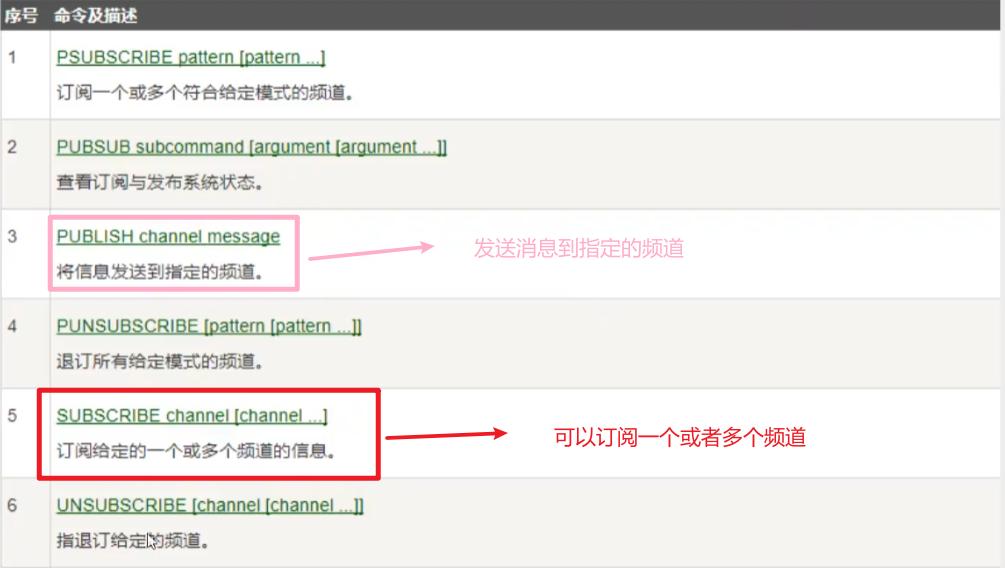 序号 命令及描述
1 PSUBSCRIBE pattern [pattern ...]
订阅一个或多个符合给定模式的频道。
2 PUBSUB subcommand [argument [argument ...]]
查看订阅与发布系统状态。
3 PUBLISH channel message
将信息发送到指定的频道。
发送消息到指定的频道
4 PUNSUBSCRIBE [pattern [pattern ...]]
退订所有给定模式的频道。
5 SUBSCRIBE channel [channel ...]
订阅给定的一个或多个频道的信息。
可以订阅一个或者多个频道
6 UNSUBSCRIBE [channel [channel ...]]
指退订给定的频道。